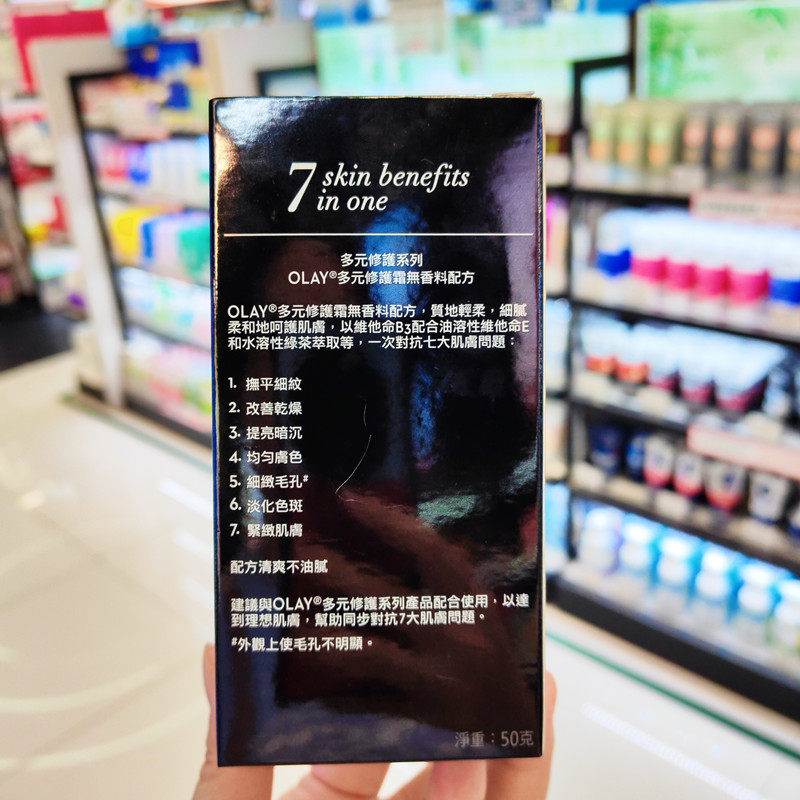 7 skin benefits
in one
多元修護系列
OLAY®多元修護霜無香料配方
OLAY®多元修護霜無香料配方，質地輕柔，細膩
柔和地呵護肌膚，以維他命B3配合油溶性維他命E
和水溶性綠茶萃取等，一次對抗七大肌膚問題：
1. 撫平細紋
2. 改善乾燥
3. 提亮暗沉
4. 均勻膚色
5. 細緻毛孔#
6. 淡化色斑
7. 緊緻肌膚
配方清爽不油膩
建議與OLAY®多元修護系列產品配合使用，以達
到理想肌膚，幫助同步對抗7大肌膚問題。
#外觀上使毛孔不明顯。
淨重：50克